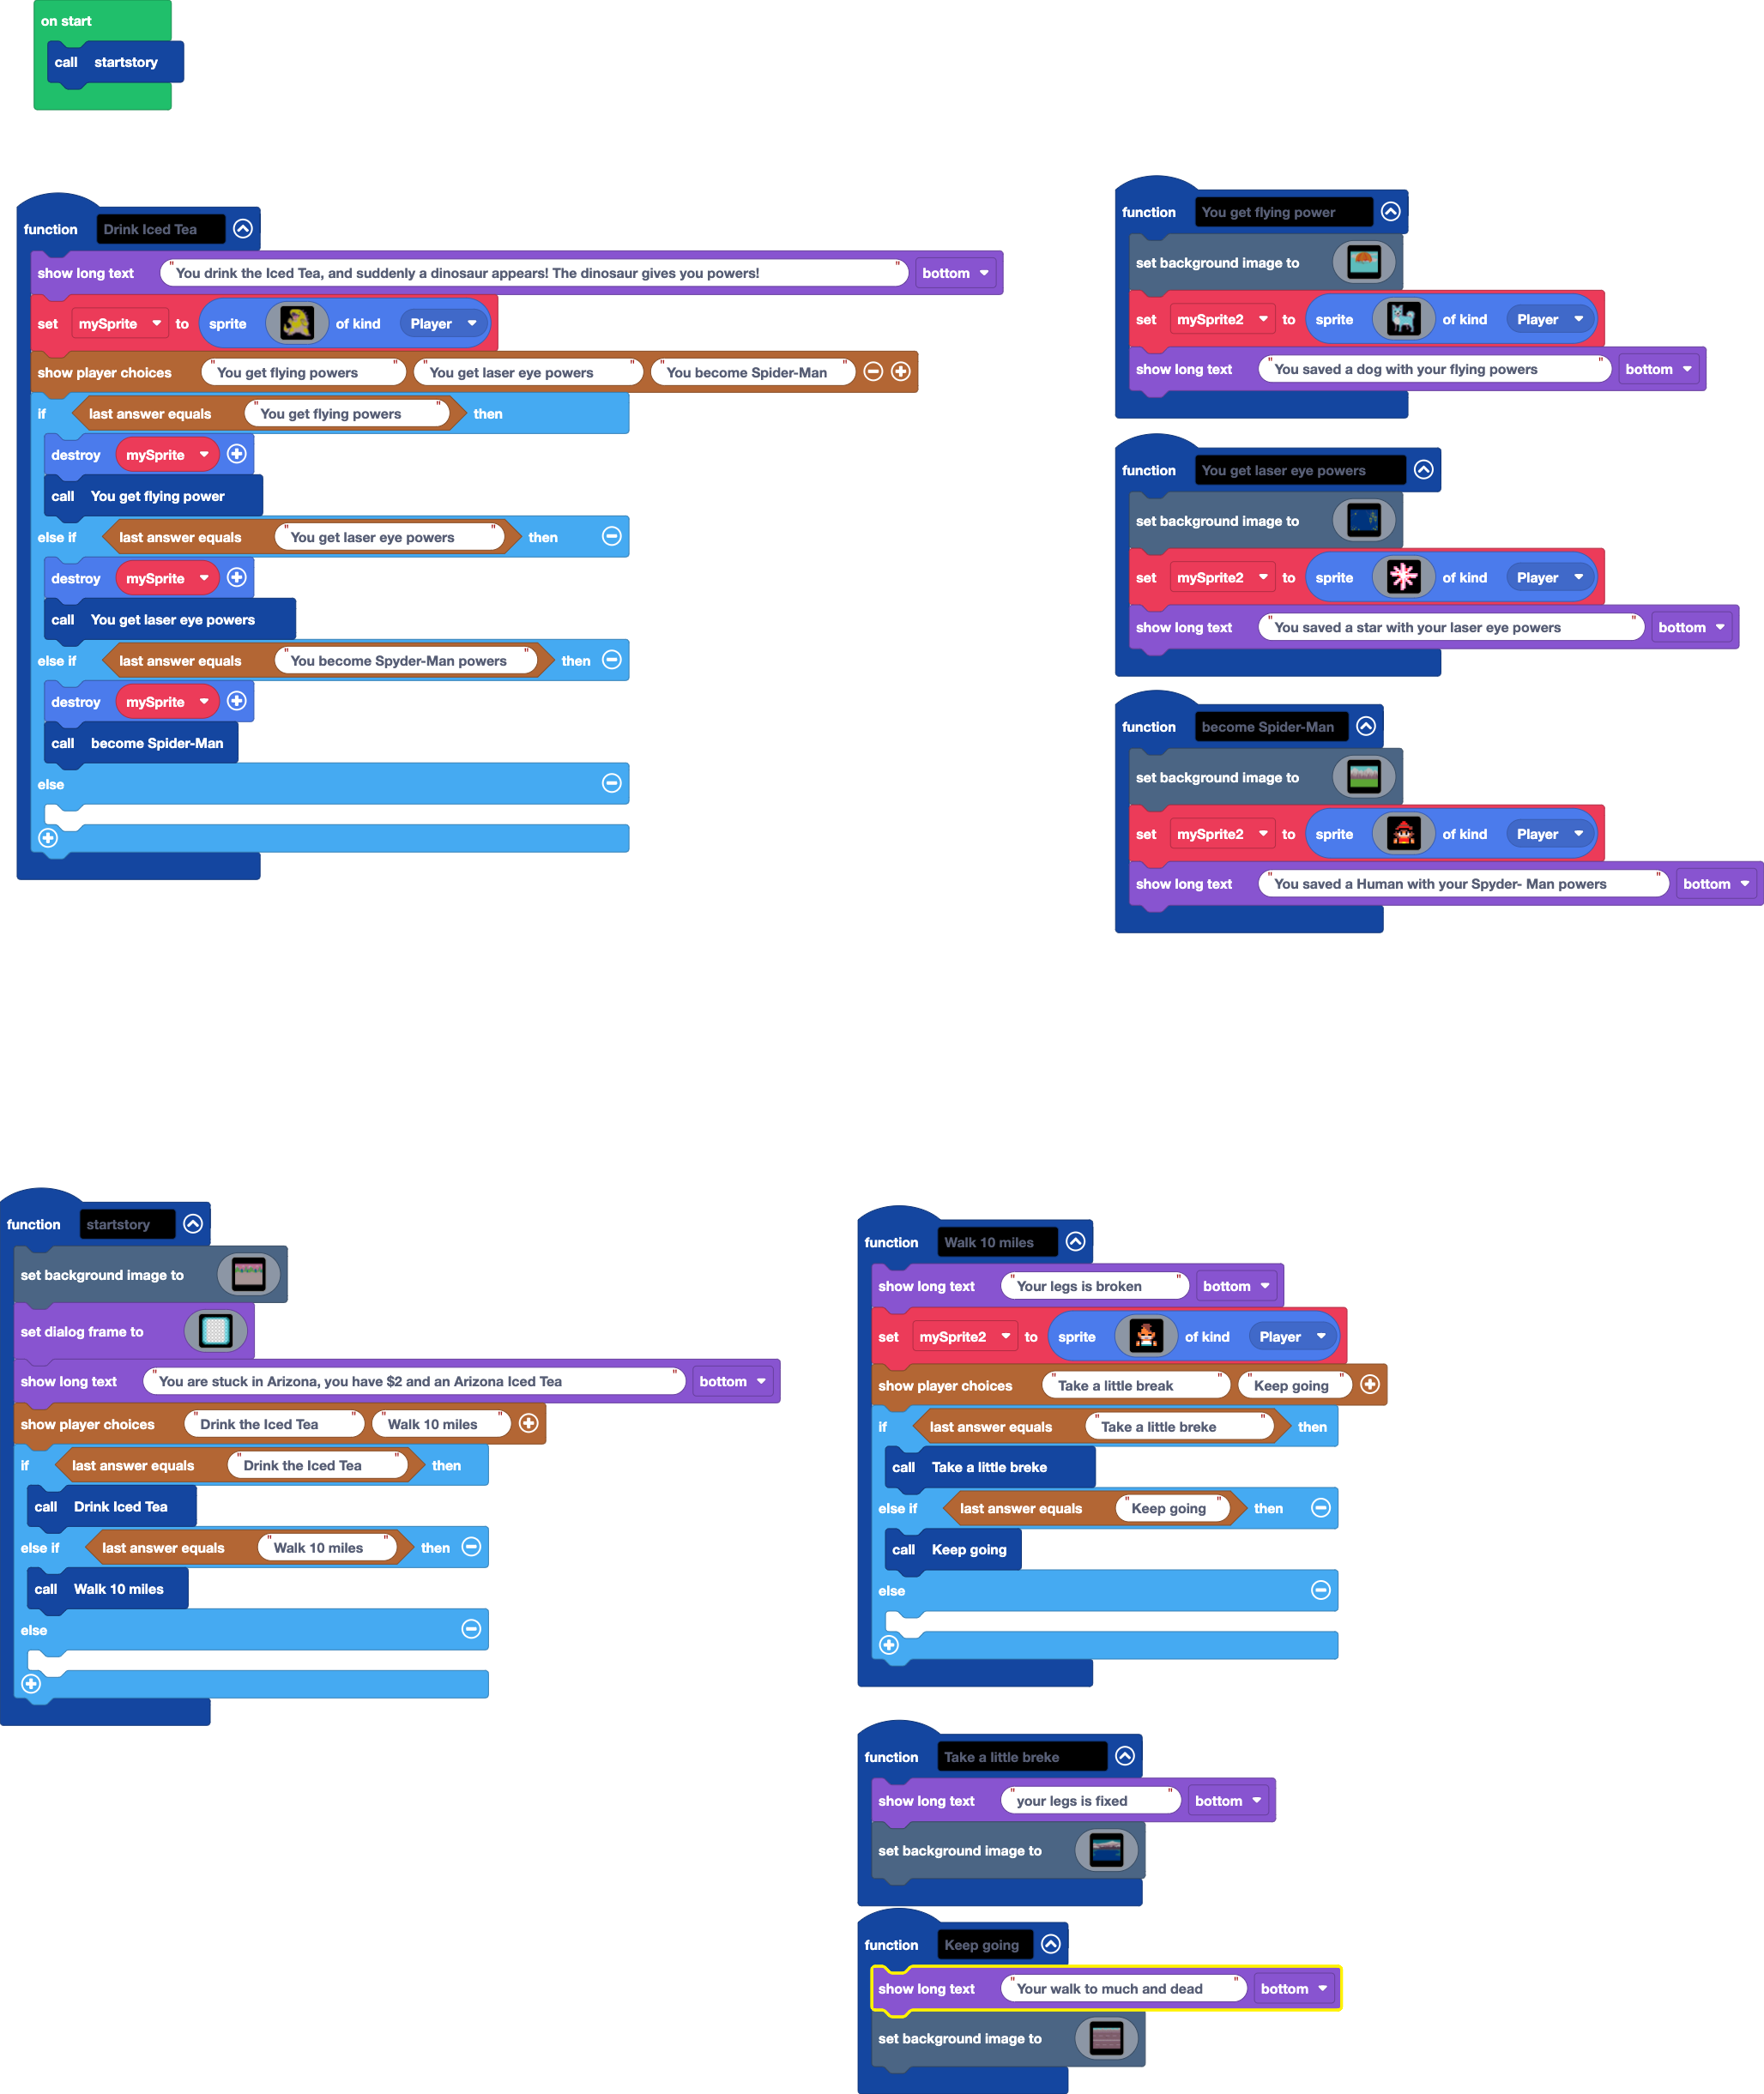 on start
call startstory
function Drink Iced Tea
show long text "You drink the Iced Tea, and suddenly a dinosaur appears! The dinosaur gives you powers!" bottom
set mySprite to sprite of kind Player
show player choices "You get flying powers" "You get laser eye powers" "You become Spider-Man"
if last answer equals "You get flying powers" then
destroy mySprite
call You get flying power
else if last answer equals "You get laser eye powers" then
destroy mySprite
call You get laser eye powers
else if last answer equals "You become Spyder-Man powers" then
destroy mySprite
call become Spider-Man
else
function You get flying power
set background image to
set mySprite2 to sprite of kind Player
show long text "You saved a dog with your flying powers" bottom
function You get laser eye powers
set background image to
set mySprite2 to sprite of kind Player
show long text "You saved a star with your laser eye powers" bottom
function become Spider-Man
set background image to
set mySprite2 to sprite of kind Player
show long text "You saved a Human with your Spyder- Man powers" bottom
function startstory
set background image to
set dialog frame to
show long text "You are stuck in Arizona, you have $2 and an Arizona Iced Tea" bottom
show player choices "Drink the Iced Tea" "Walk 10 miles"
if last answer equals "Drink the Iced Tea" then
call Drink Iced Tea
else if last answer equals "Walk 10 miles" then
call Walk 10 miles
else
function Walk 10 miles
show long text "Your legs is broken" bottom
set mySprite2 to sprite of kind Player
show player choices "Take a little break" "Keep going"
if last answer equals "Take a little breke" then
call Take a little breke
else if last answer equals "Keep going" then
call Keep going
else
function Take a little breke
show long text "your legs is fixed" bottom
set background image to
function Keep going
show long text "Your walk to much and dead" bottom
set background image to